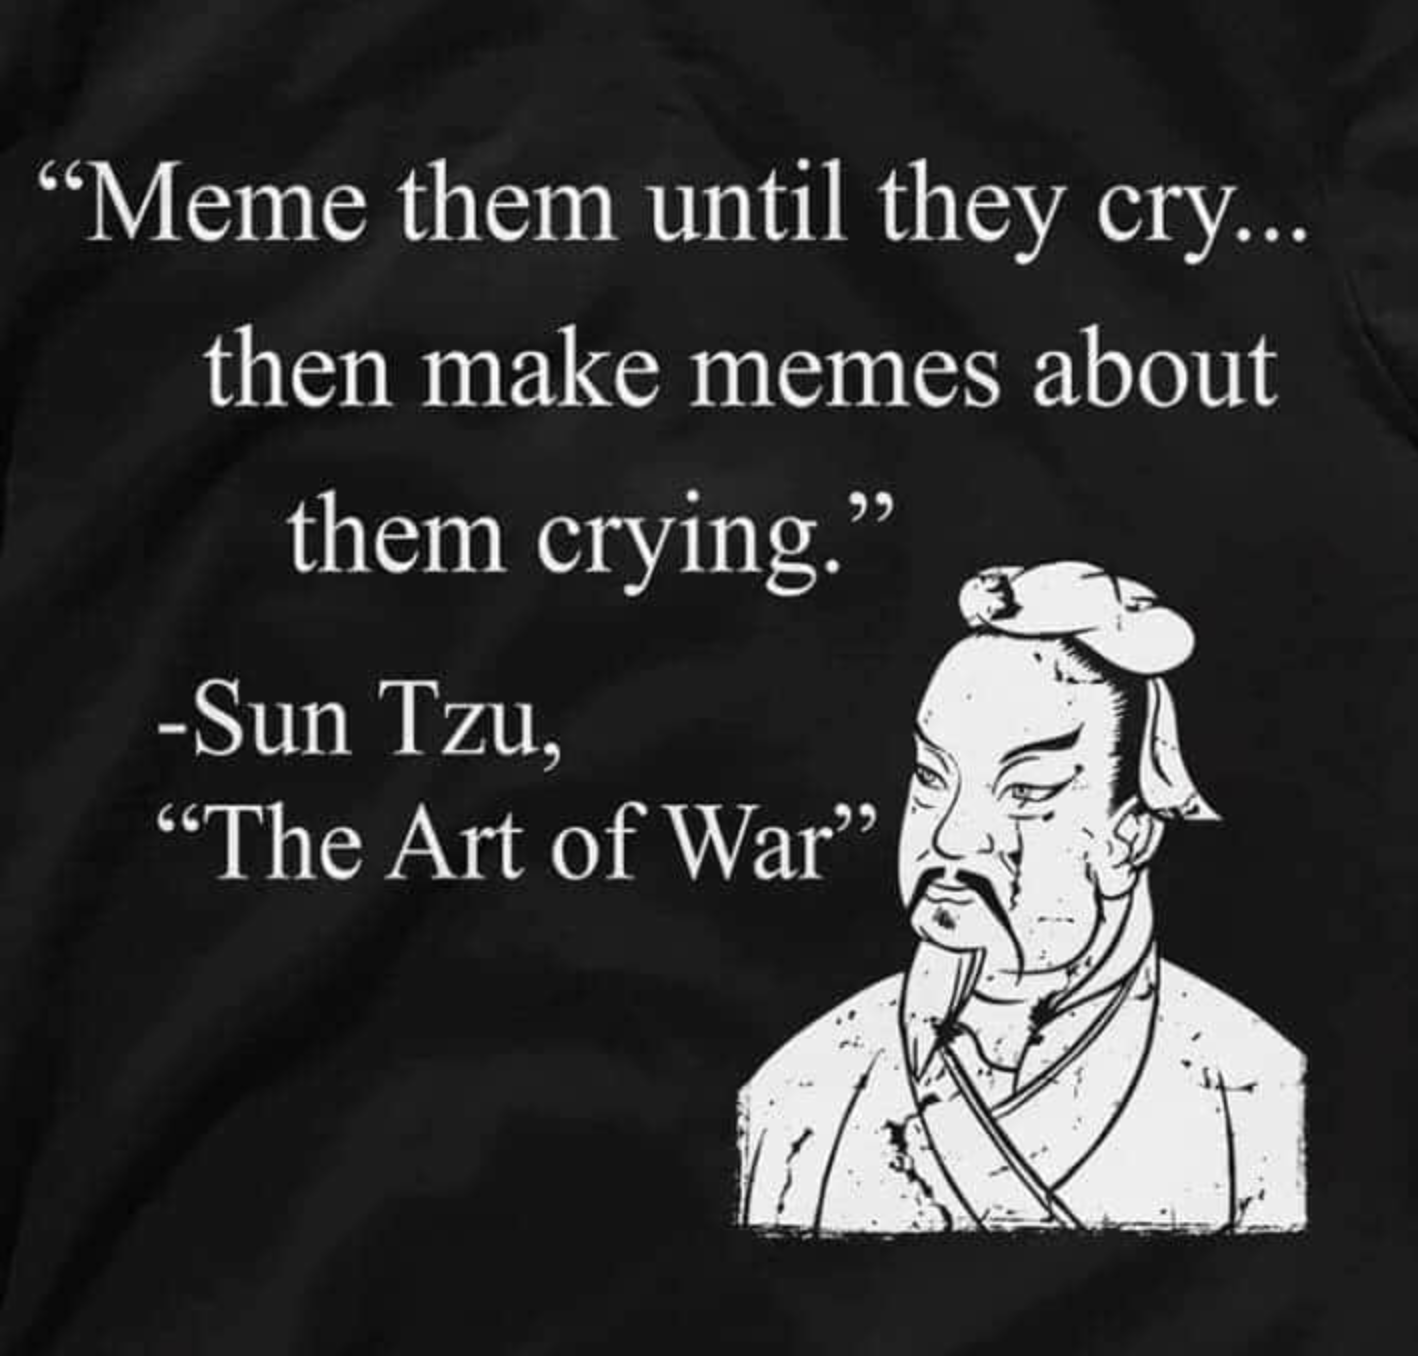 “Meme them until they cry...
then make memes about
them crying.”
-Sun Tzu,
“The Art of War”